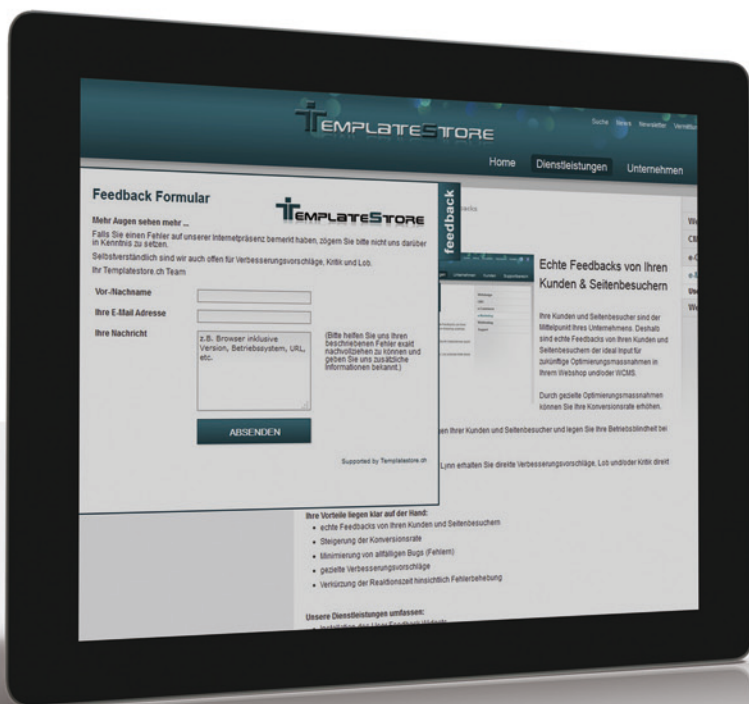 TEMPLATESTORE
Suche News Newsletter
Home Dienstleistungen Unternehmen
Feedback Formular
TEMPLATESTORE
feedback
Mehr Augen sehen mehr ...
Falls Sie einen Fehler auf unserer Internetpräsenz bemerkt haben, zögern Sie bitte nicht uns darüber
in Kenntnis zu setzen.
Selbstverständlich sind wir auch offen für Verbesserungsvorschläge, Kritik und Lob.
Ihr Templatestore.ch Team
Vor-/Nachname
Ihre E-Mail Adresse
Ihre Nachricht
z.B. Browser inklusive
Version, Betriebssystem, URL,
etc.
(Bitte helfen Sie uns Ihren
beschriebenen Fehler exakt
nachvollziehen zu können und
geben Sie uns zusätzliche
Informationen bekannt.)
ABSENDEN
Supported by Templatestore.ch
Echte Feedbacks von Ihren
Kunden & Seitenbesuchern
Ihre Kunden und Seitenbesucher sind der
Mittelpunkt Ihres Unternehmens. Deshalb
sind echte Feedbacks von Ihren Kunden und
Seitenbesuchern der ideal Input für
zukünftige Optimierungsmassnahmen in
Ihrem Webshop und/oder WCMS.
Durch gezielte Optimierungsmassnahmen
können Sie Ihre Konversionsrate erhöhen.
Ihrer Kunden und Seitenbesucher und legen Sie Ihre Betriebsblindheit bei
Lynn erhalten Sie direkte Verbesserungsvorschläge, Lob und/oder Kritik direkt
Ihre Vorteile liegen klar auf der Hand:
• echte Feedbacks von Ihren Kunden und Seitenbesuchern
• Steigerung der Konversionsrate
• Minimierung von allfälligen Bugs (Fehlern)
• gezielte Verbesserungsvorschläge
• Verkürzung der Reaktionszeit hinsichtlich Fehlerbehebung
Unsere Dienstleistungen umfassen:
• Installation des User Feedback Widgets